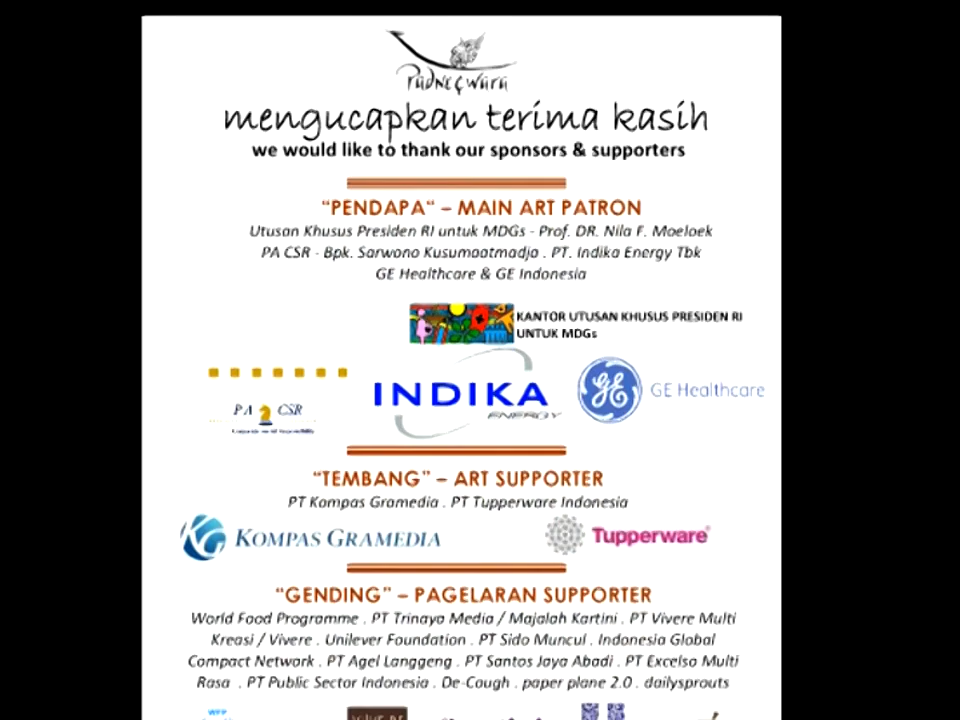 Padneçwara
mengucapkan terima kasih
we would like to thank our sponsors & supporters
"PENDAPA" – MAIN ART PATRON
Utusan Khusus Presiden RI untuk MDGs - Prof. DR. Nila F. Moeloek
PA CSR - Bpk. Sarwono Kusumaatmadja . PT. Indika Energy Tbk
GE Healthcare & GE Indonesia
KANTOR UTUSAN KHUSUS PRESIDEN RI
UNTUK MDGs
PA CSR
INDIKA
ENERGY
GE GE Healthcare
"TEMBANG" – ART SUPPORTER
PT Kompas Gramedia . PT Tupperware Indonesia
KG KOMPAS GRAMEDIA
Tupperware®
"GENDING" – PAGELARAN SUPPORTER
World Food Programme . PT Trinaya Media / Majalah Kartini . PT Vivere Multi
Kreasi / Vivere . Unilever Foundation . PT Sido Muncul . Indonesia Global
Compact Network . PT Agel Langgeng . PT Santos Jaya Abadi . PT Excelso Multi
Rasa . PT Public Sector Indonesia . De-Cough . paper plane 2.0 . dailysprouts
WFP